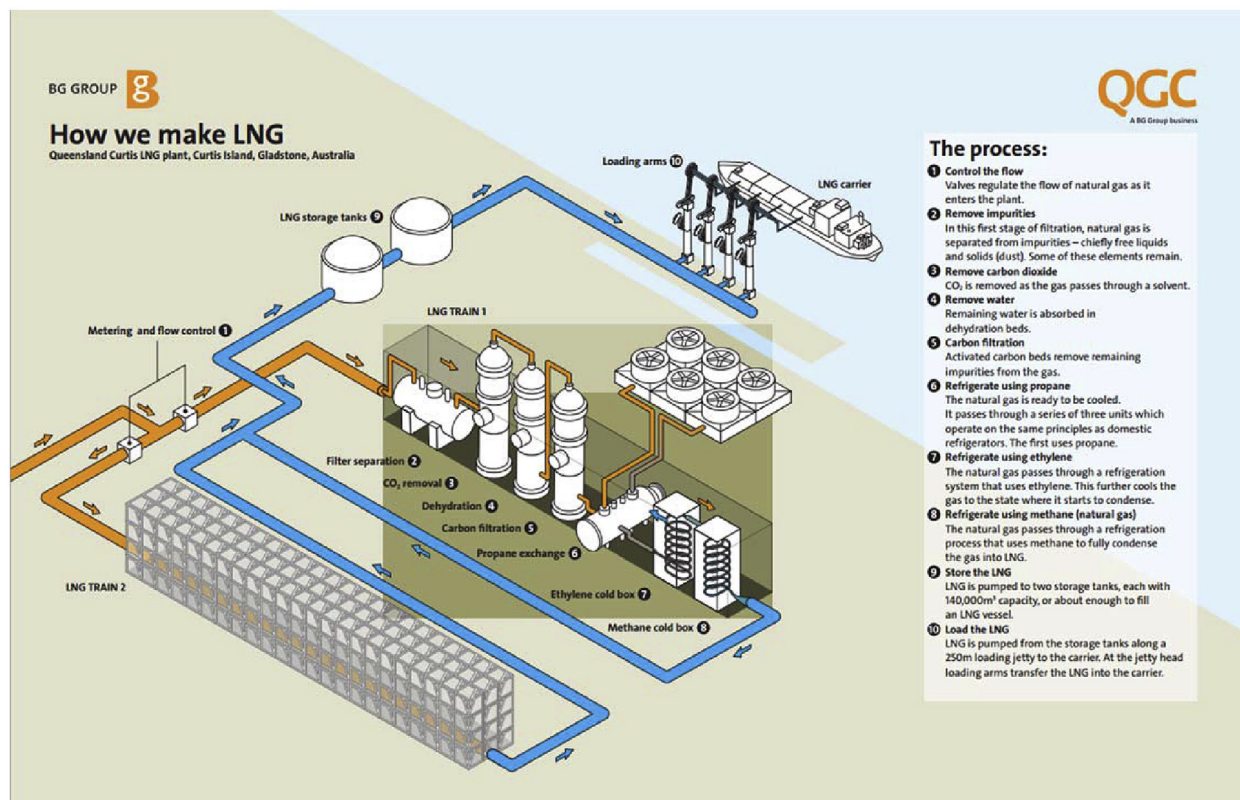 BG GROUP
How we make LNG
Queensland Curtis LNG plant, Curtis Island, Gladstone, Australia
QGC
A BG Group business
Loading arms 10
LNG carrier
LNG storage tanks 9
Metering and flow control 1
LNG TRAIN 1
Filter separation 2
CO₂ removal 3
Dehydration 4
Carbon filtration 5
Propane exchange 6
Ethylene cold box 7
Methane cold box 8
LNG TRAIN 2
The process:
1 Control the flow
Valves regulate the flow of natural gas as it
enters the plant.
2 Remove impurities
In this first stage of filtration, natural gas is
separated from impurities – chiefly free liquids
and solids (dust). Some of these elements remain.
3 Remove carbon dioxide
CO₂ is removed as the gas passes through a solvent.
4 Remove water
Remaining water is absorbed in
dehydration beds.
5 Carbon filtration
Activated carbon beds remove remaining
impurities from the gas.
6 Refrigerate using propane
The natural gas is ready to be cooled.
It passes through a series of three units which
operate on the same principles as domestic
refrigerators. The first uses propane.
7 Refrigerate using ethylene
The natural gas passes through a refrigeration
system that uses ethylene. This further cools the
gas to the state where it starts to condense.
8 Refrigerate using methane (natural gas)
The natural gas passes through a refrigeration
process that uses methane to fully condense
the gas into LNG.
9 Store the LNG
LNG is pumped to two storage tanks, each with
140,000m³ capacity, or about enough to fill
an LNG vessel.
10 Load the LNG
LNG is pumped from the storage tanks along a
250m loading jetty to the carrier. At the jetty head
loading arms transfer the LNG into the carrier.